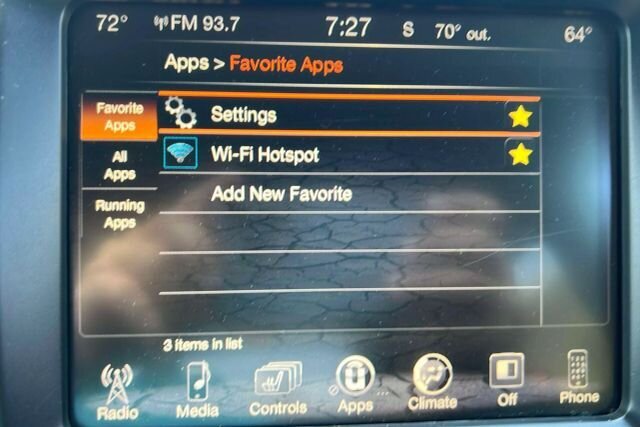 72° FM 93.7 7:27 S 70° out. 64°
Apps > Favorite Apps
Favorite
Apps
Settings
All
Apps
Wi-Fi Hotspot
Running
Apps
Add New Favorite
3 items in list
Radio Media Controls Apps Climate Off Phone